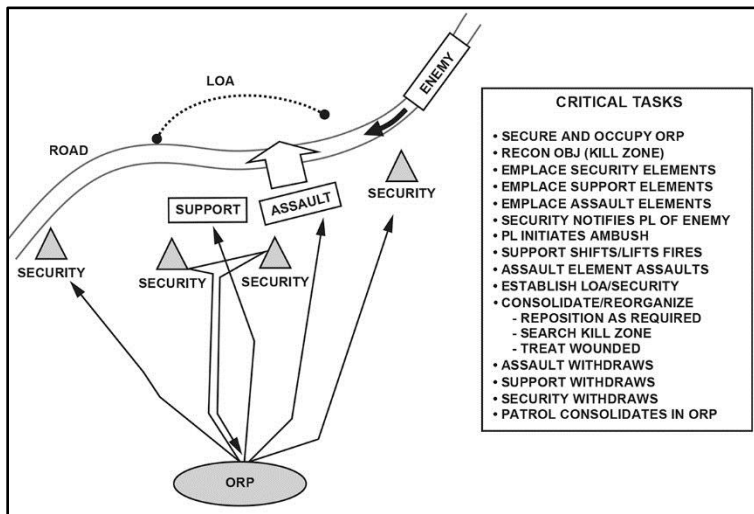 LOA
ENEMY
ROAD
SECURITY
SUPPORT
ASSAULT
SECURITY
SECURITY
SECURITY
ORP
CRITICAL TASKS
• SECURE AND OCCUPY ORP
• RECON OBJ (KILL ZONE)
• EMPLACE SECURITY ELEMENTS
• EMPLACE SUPPORT ELEMENTS
• EMPLACE ASSAULT ELEMENTS
• SECURITY NOTIFIES PL OF ENEMY
• PL INITIATES AMBUSH
• SUPPORT SHIFTS/LIFTS FIRES
• ASSAULT ELEMENT ASSAULTS
• ESTABLISH LOA/SECURITY
• CONSOLIDATE/REORGANIZE
- REPOSITION AS REQUIRED
- SEARCH KILL ZONE
- TREAT WOUNDED
• ASSAULT WITHDRAWS
• SUPPORT WITHDRAWS
• SECURITY WITHDRAWS
• PATROL CONSOLIDATES IN ORP